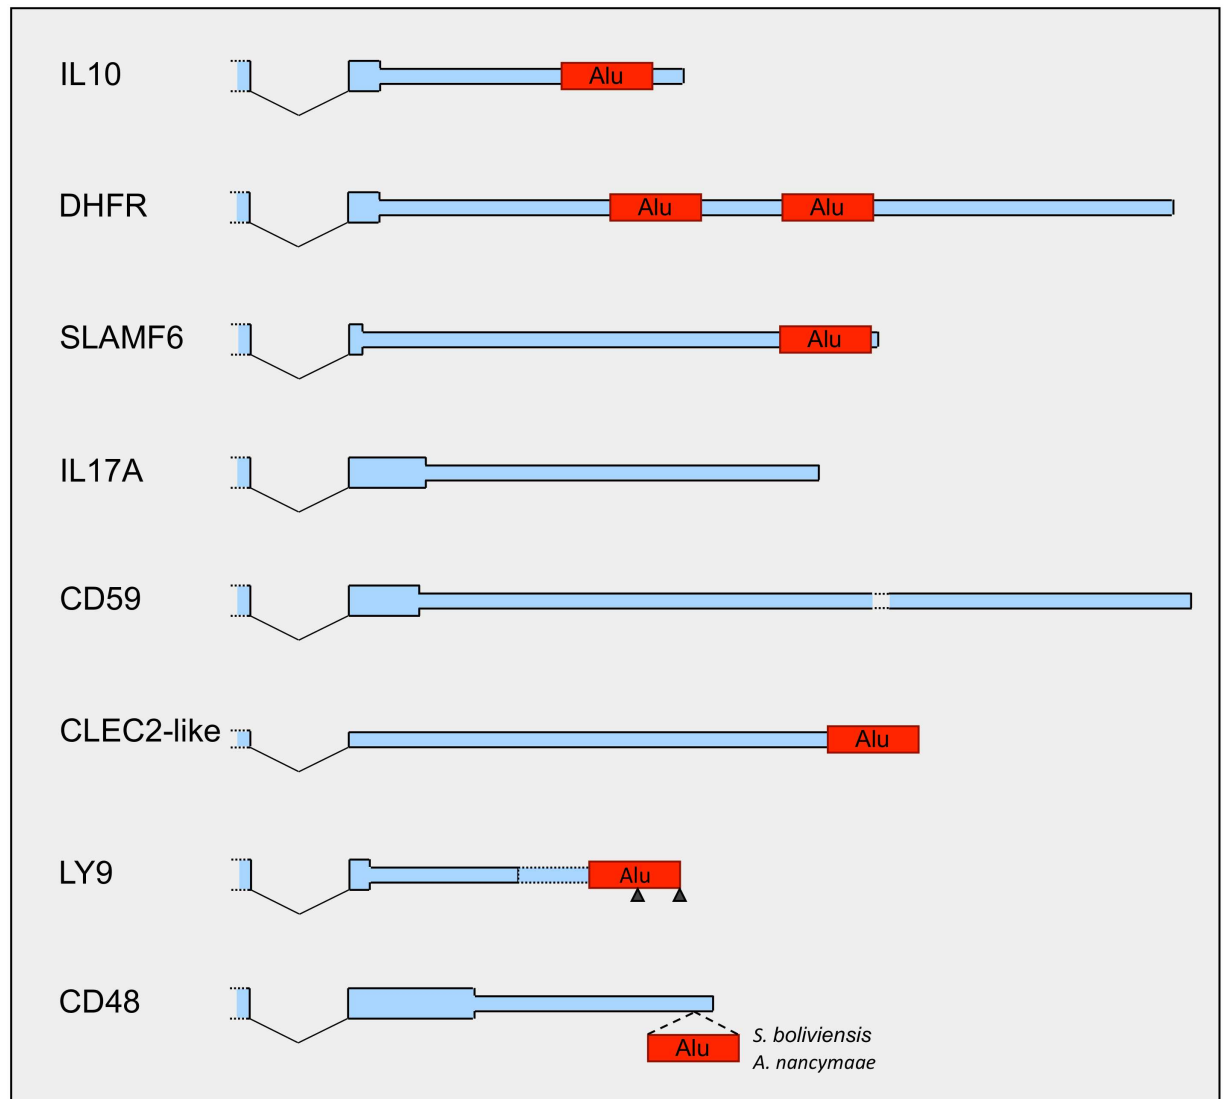 IL10
Alu
DHFR
Alu
Alu
SLAMF6
Alu
IL17A
CD59
CLEC2-like
Alu
LY9
Alu
CD48
Alu
S. boliviensis
A. nancymaae